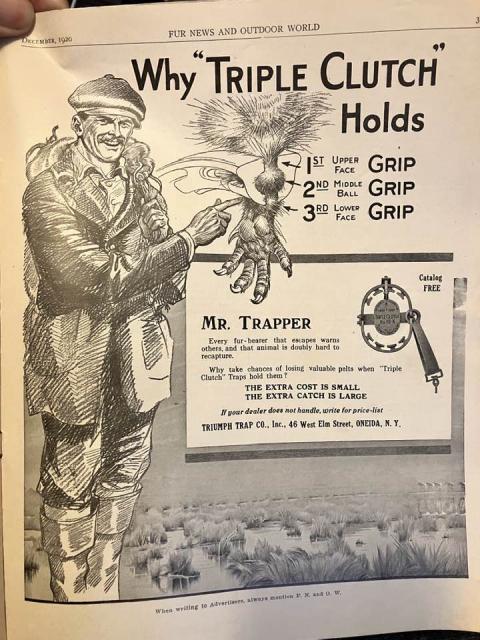 December, 1920
FUR NEWS AND OUTDOOR WORLD
3
Why "TRIPLE CLUTCH"
Holds
1ST UPPER FACE GRIP
2ND MIDDLE BALL GRIP
3RD LOWER FACE GRIP
Catalog
FREE
TRIPLE CLUTCH
MR. TRAPPER
Every fur-bearer that escapes warns
others, and that animal is doubly hard to
recapture.
Why take chances of losing valuable pelts when "Triple
Clutch" Traps hold them?
THE EXTRA COST IS SMALL
THE EXTRA CATCH IS LARGE
If your dealer does not handle, write for price-list
TRIUMPH TRAP CO., Inc., 46 West Elm Street, ONEIDA, N. Y.
When writing to Advertisers, always mention F. N. and O. W.